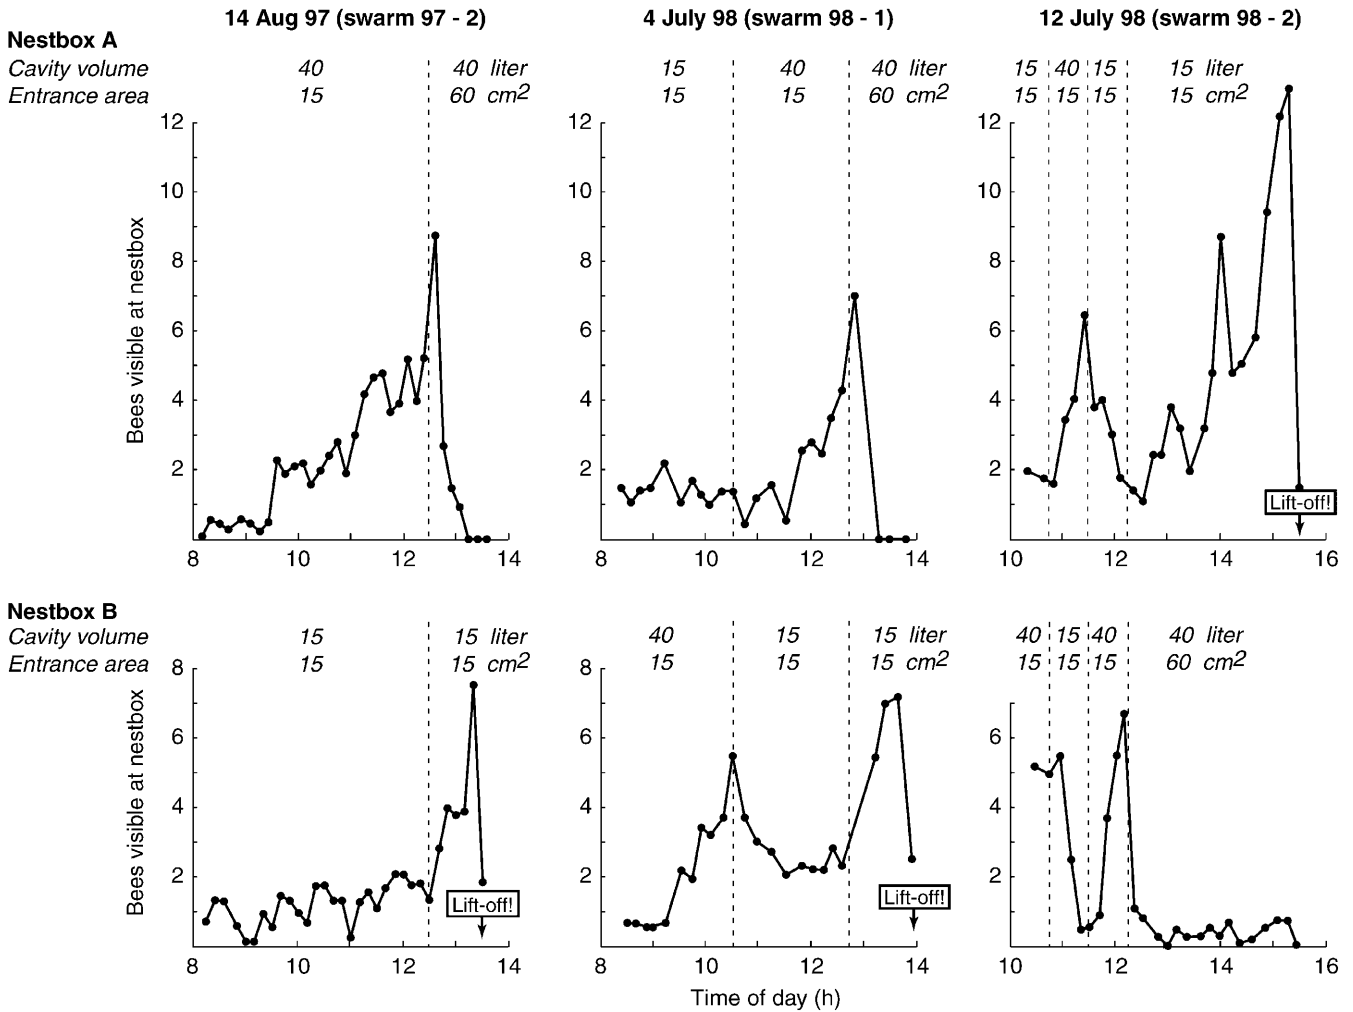 14 Aug 97 (swarm 97 - 2) 4 July 98 (swarm 98 - 1) 12 July 98 (swarm 98 - 2)
Nestbox A
Cavity volume 40 40 liter 15 40 40 liter 15 40 15 15 liter
Entrance area 15 60 cm2 15 15 60 cm2 15 15 15 15 cm2
12 12 12
10 10 10
8 8 8
6 6 6
4 4 4
2 2 2
Bees visible at nestbox
Lift-off!
8 10 12 14 8 10 12 14 10 12 14 16
Nestbox B
Cavity volume 15 15 liter 40 15 15 liter 40 15 40 40 liter
Entrance area 15 15 cm2 15 15 15 cm2 15 15 15 60 cm2
8 8
6 6 6
4 4 4
2 2 2
Bees visible at nestbox
Lift-off! Lift-off!
8 10 12 14 8 10 12 14 10 12 14 16
Time of day (h)